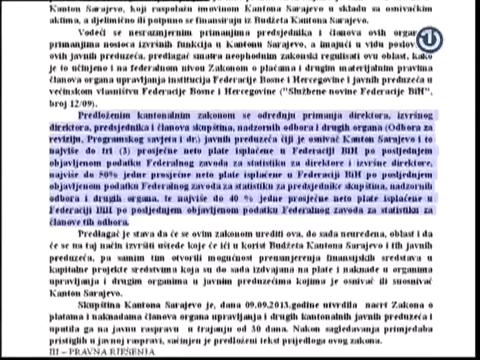 Kantona Sarajevo, koji raspolažu imovinom Kantona Sarajevo u skladu sa osnivačkim
aktima, a djelimično ili potpuno se finansiraju iz Budžeta Kantona Sarajevo.
Vodeći se nesrazmjernim primanjima predsjednika i članova ovih organa
primanjima nosoca izvršnih funkcija u Kantonu Sarajevo, a imajući u vidu poslov
ovih javnih preduzeća, predlagač smatra neophodnim zakonski regulisati ovu oblast, kako
je to učinjeno i na federalnom nivou Zakonom o plaćama i drugim materijalnim pravima
članova organa upravljanja institucija Federacije Bosne i Hercegovine i javnih preduzeća u
većinskom vlasništvu Federacije Bosne i Hercegovine ("Službene novine Federacije BiH",
broj 12/09).
Predloženim kantonalnim zakonom se određuju primanja direktora, izvršnog
direktora, predsjednika i članova skupština, nadzornih odbora i drugih organa (Odbora za
reviziju, Programskog savjeta i dr.) javnih preduzeća čiji je osnivač Kanton Sarajevo i to
najviše do tri (3) prosječne neto plate isplaćene u Federaciji BiH po posljednjem
objavljenom podatku Federalnog zavoda za statistiku za direktore i izvršne direktore,
najviše do 50% jedne prosječne neto plate isplaćene u Federaciji BiH po posljednjem
objavljenom podatku Federalnog zavoda za statistiku za predsjednike skupština, nadzornih
odbora i drugih organa, te najviše do 40 % jedne prosječne neto plate isplaćene u
Federaciji BiH po posljednjem objavljenom podatku Federalnog zavoda za statistiku za
članove tih odbora.
Predlagač je stava da će se ovim zakonom urediti ova, do sada neuređena, oblast i da
će se na taj način izvršiti uštede koje će ići u korist Budžeta Kantona Sarajevo i tih javnih
preduzeća, pa samim tim otvorili mogućnost preusmjerenja finansijskih sredstava u
kapitalne projekte sredstvima koja su do sada izdvajana na plate i naknade u organima
upravljanja i drugim organima u javnim preduzećima kojima je osnivač ili suosnivač
Kanton Sarajevo.
Skupština Kantona Sarajevo je, dana 09.09.2013.godine utvrdila nacrt Zakona o
platama i naknadama članova organa upravljanja i drugih kantonalnih javnih preduzeća i
uputila ga na javnu raspravu u trajanju od 30 dana. Nakon sagledavanja primjedaba
pristiglih u javnoj raspravi, sačinjen je predloženi tekst prijedloga ovog zakona.
III – PRAVNA RJEŠENJA